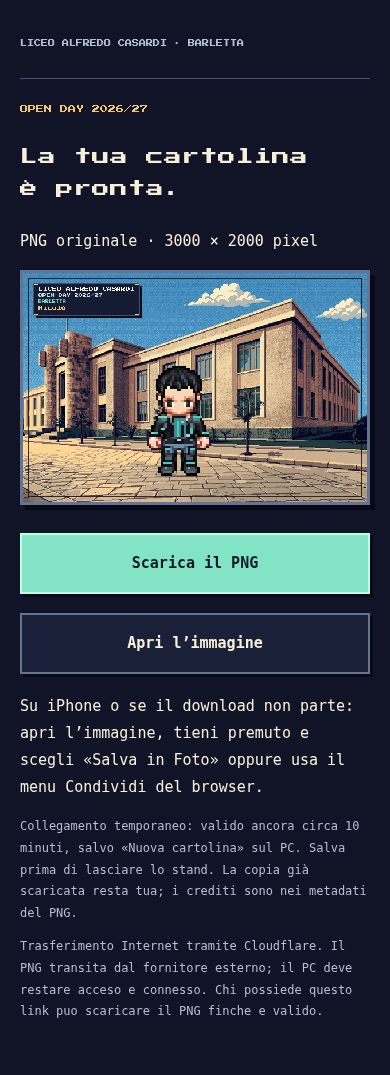 LICEO ALFREDO CASARDI · BARLETTA
OPEN DAY 2026/27
La tua cartolina
è pronta.
PNG originale · 3000 × 2000 pixel
LICEO ALFREDO CASARDI
OPEN DAY 2026/27
BARLETTA
Scarica il PNG
Apri l’immagine
Su iPhone o se il download non parte:
apri l’immagine, tieni premuto e
scegli «Salva in Foto» oppure usa il
menu Condividi del browser.
Collegamento temporaneo: valido ancora circa 10
minuti, salvo «Nuova cartolina» sul PC. Salva
prima di lasciare lo stand. La copia già
scaricata resta tua; i crediti sono nei metadati
del PNG.
Trasferimento Internet tramite Cloudflare. Il
PNG transita dal fornitore esterno; il PC deve
restare acceso e connesso. Chi possiede questo
link puo scaricare il PNG finche e valido.